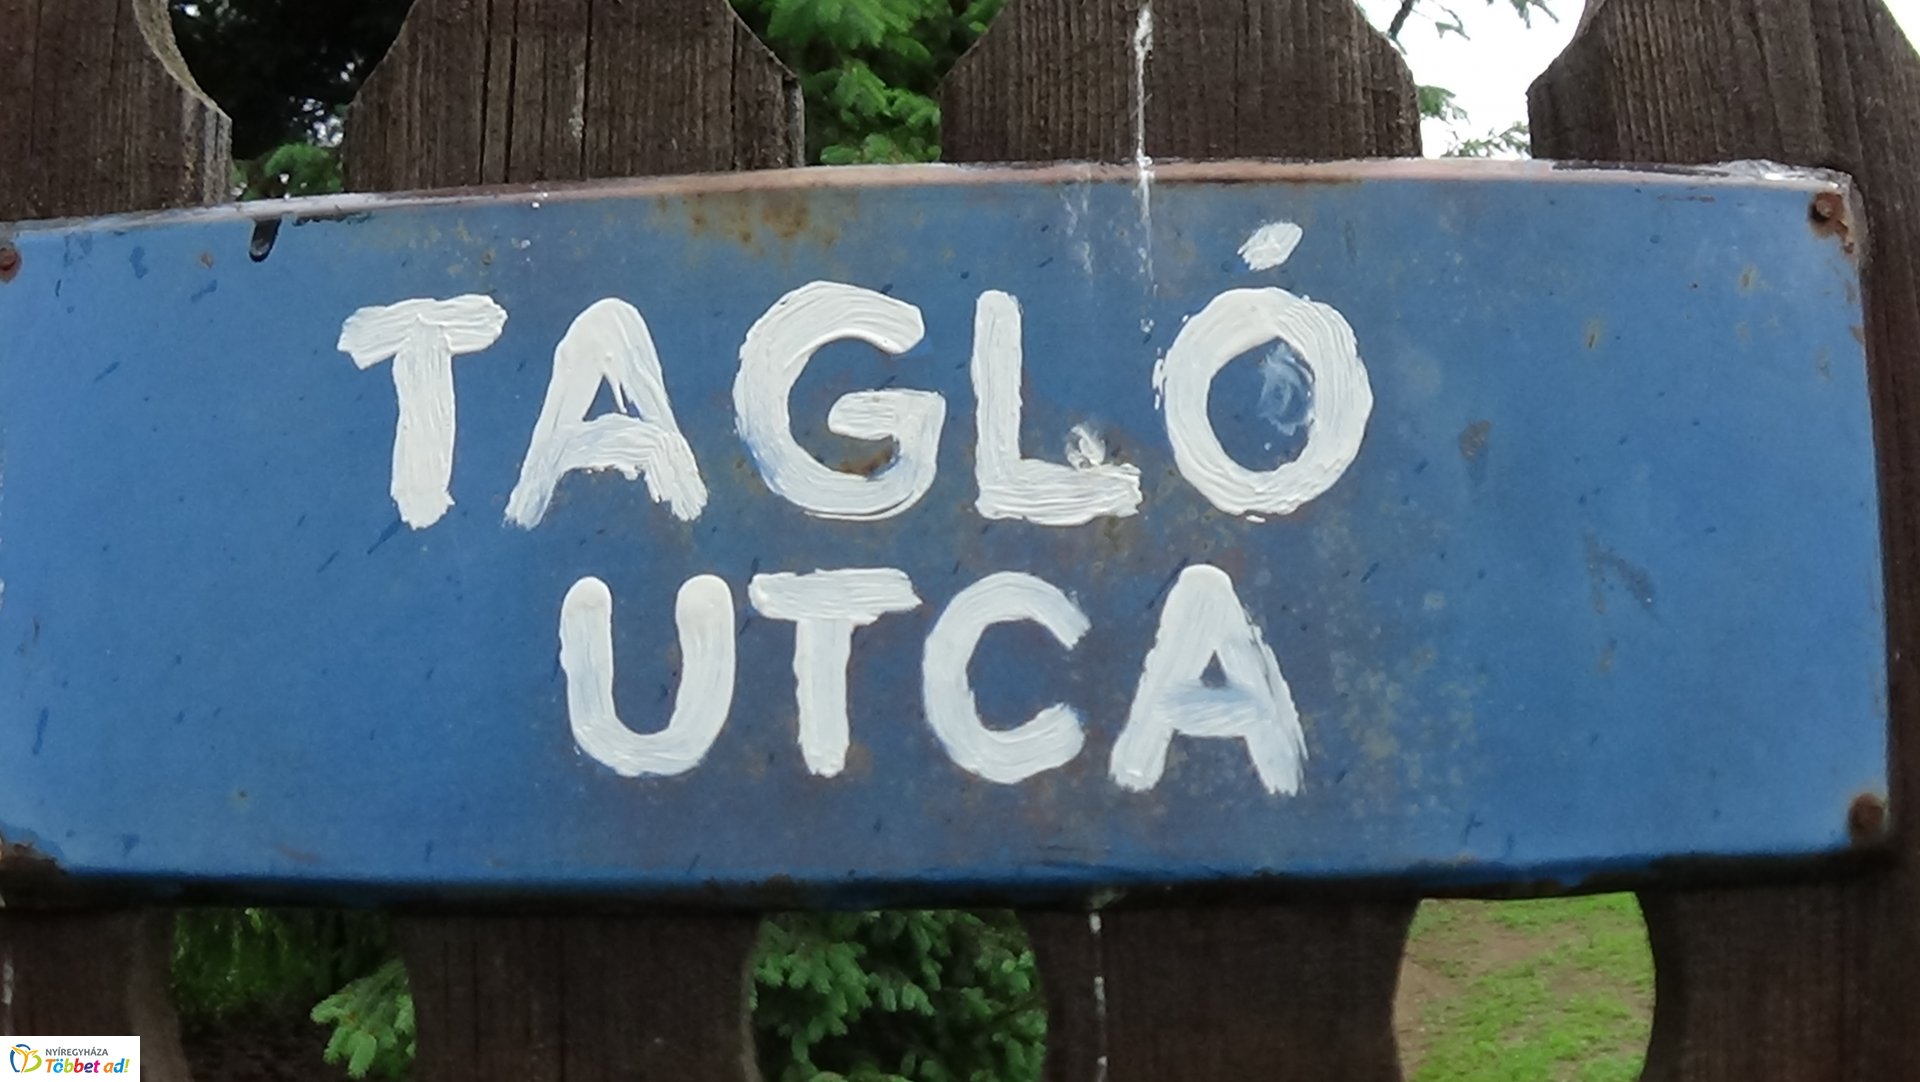 TAGLÓ
UTCA
NYÍREGYHÁZA
Többet ad!